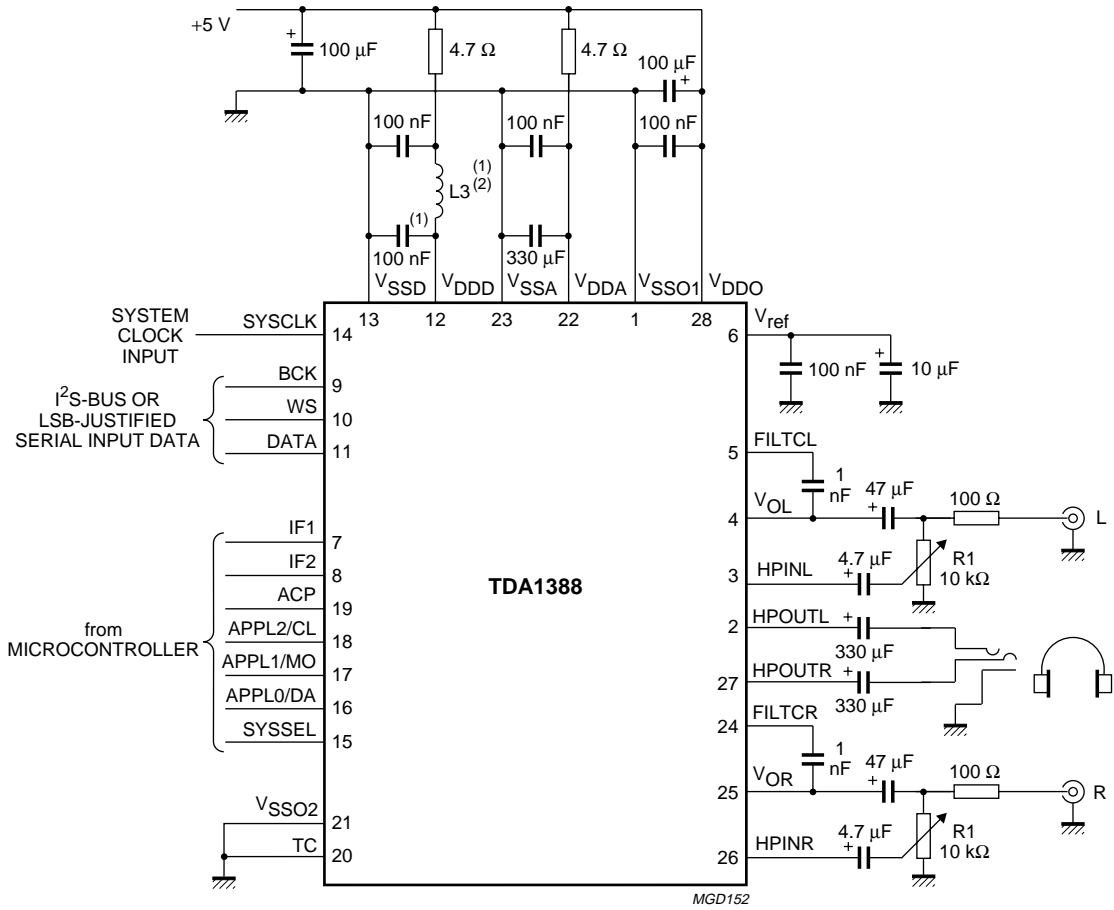 +5 V
+
100 µF
4.7 Ω
4.7 Ω
100 µF
+
100 nF
100 nF
100 nF
L3
(1)
(2)
(1)
100 nF
330 µF
VSSD
VDDD
VSSA
VDDA
VSSO1
VDDO
13
12
23
22
1
28
SYSTEM
CLOCK
INPUT
SYSCLK
14
I2S-BUS OR
LSB-JUSTIFIED
SERIAL INPUT DATA
BCK
9
WS
10
DATA
11
from
MICROCONTROLLER
IF1
7
IF2
8
ACP
19
APPL2/CL
18
APPL1/MO
17
APPL0/DA
16
SYSSEL
15
VSSO2
21
TC
20
TDA1388
6
Vref
100 nF
+
10 µF
5
FILTCL
1
nF
4
VOL
47 µF
+
100 Ω
L
3
HPINL
4.7 µF
+
R1
10 kΩ
2
HPOUTL
+
330 µF
27
HPOUTR
+
330 µF
24
FILTCR
1
nF
25
VOR
47 µF
+
100 Ω
R
26
HPINR
4.7 µF
+
R1
10 kΩ
MGD152